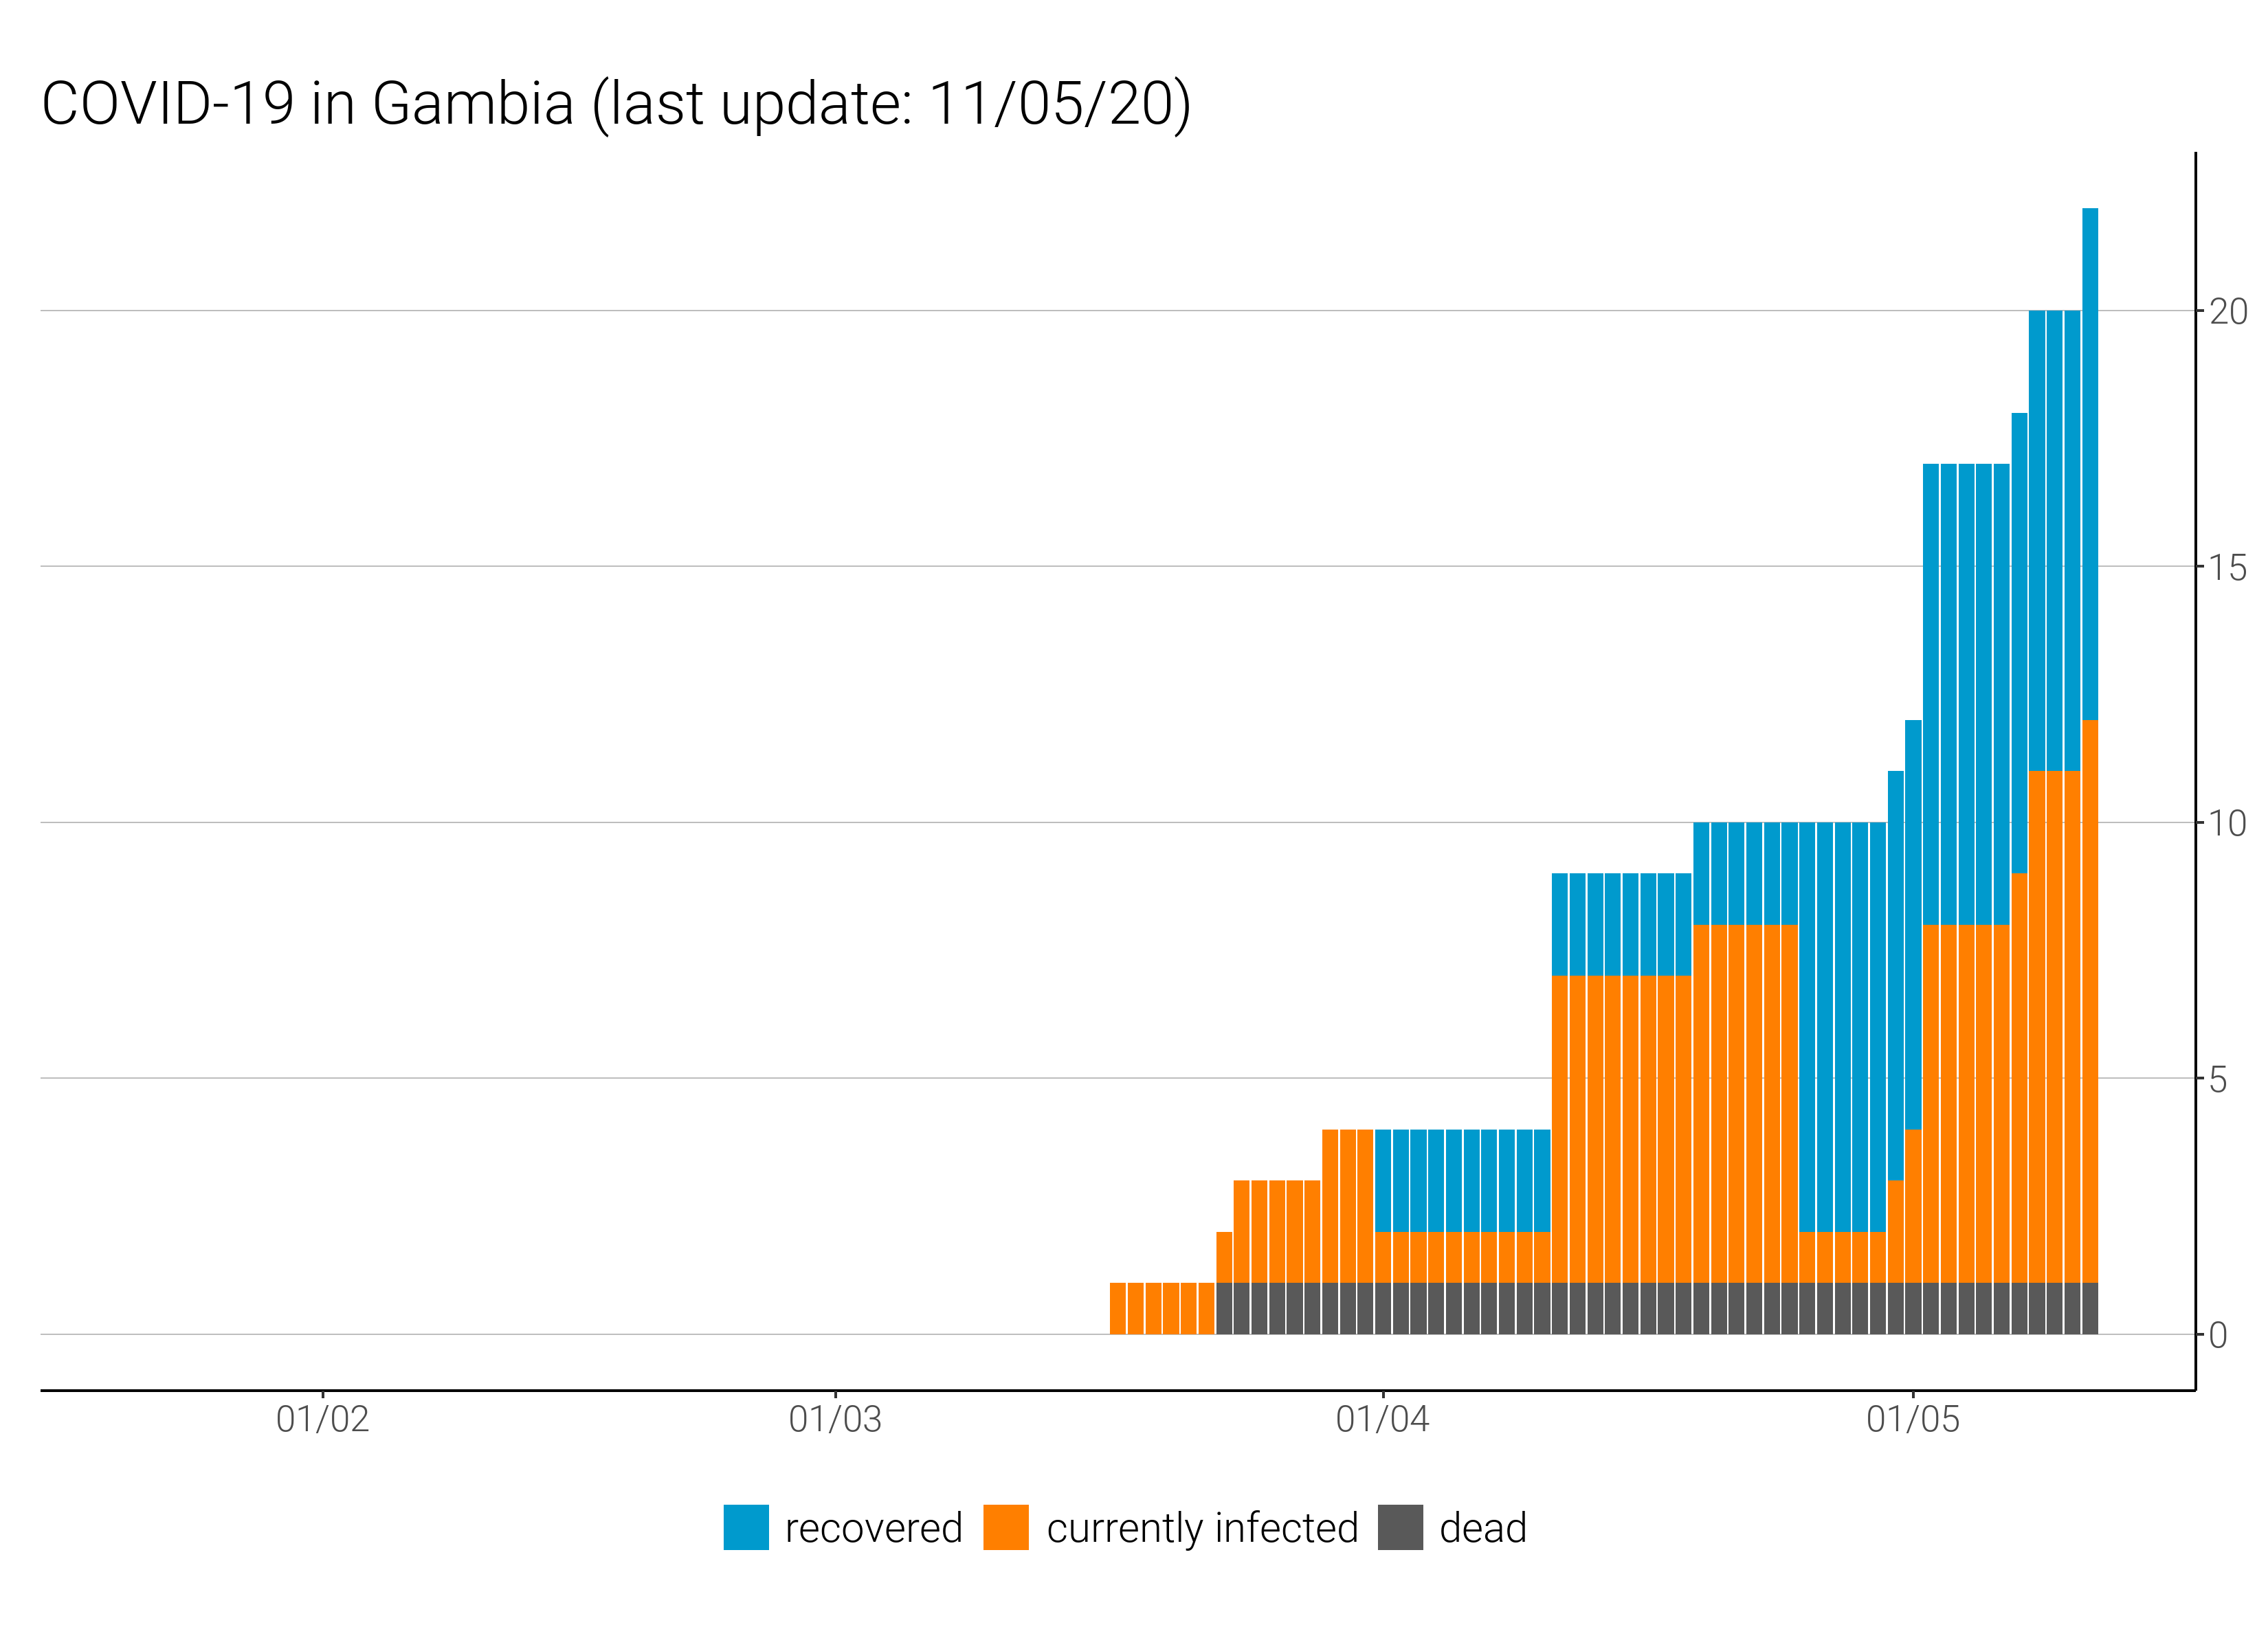 COVID-19 in Gambia (last update: 11/05/20)
20
15
10
5
0
01/02 01/03 01/04 01/05
recovered currently infected dead